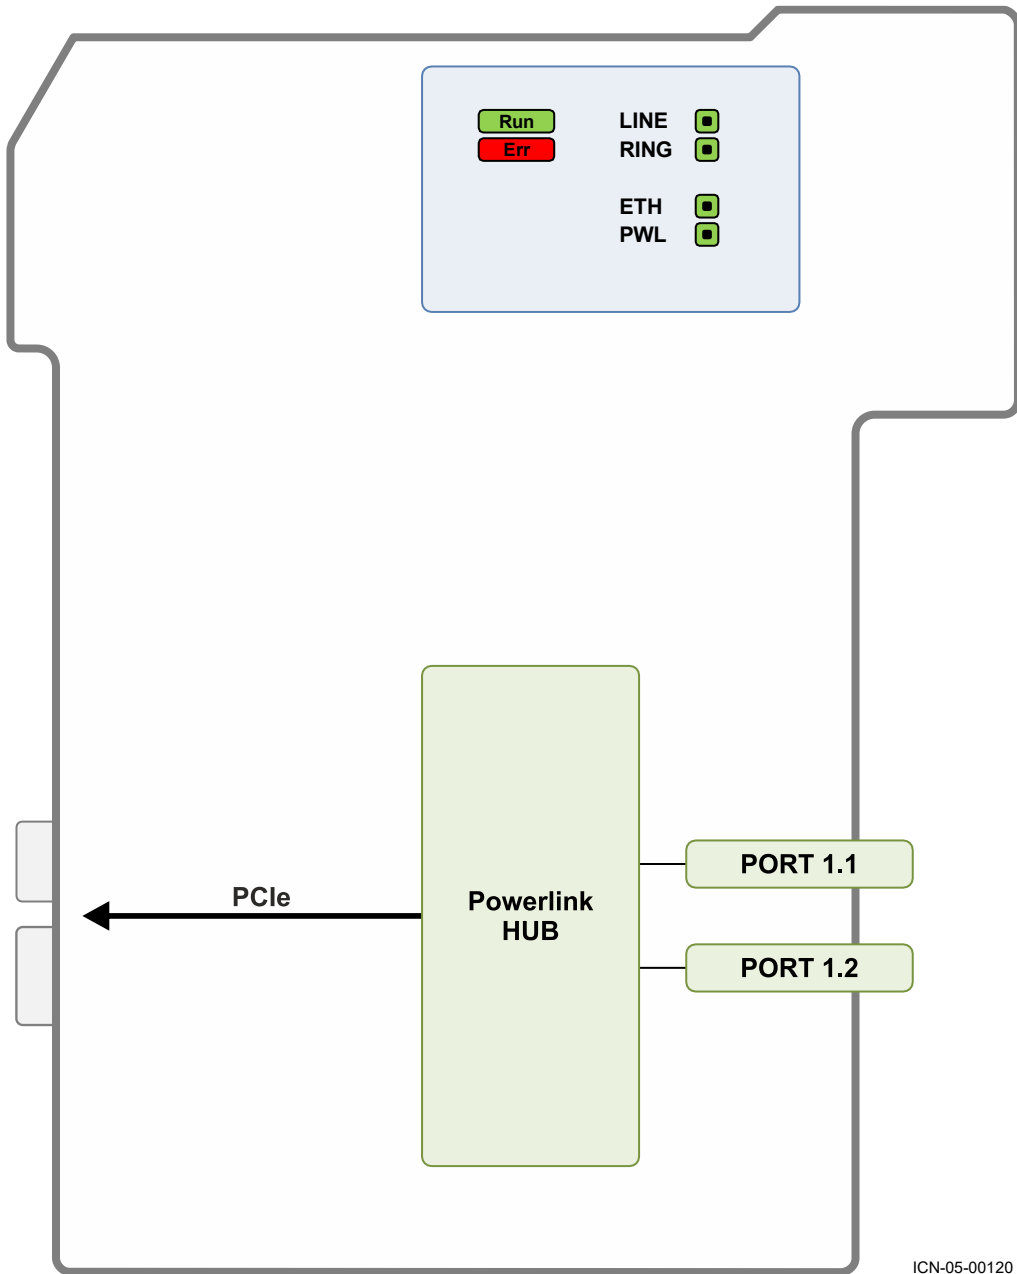 Run LINE
Err RING
ETH
PWL
PCIe
Powerlink
HUB
PORT 1.1
PORT 1.2
ICN-05-00120